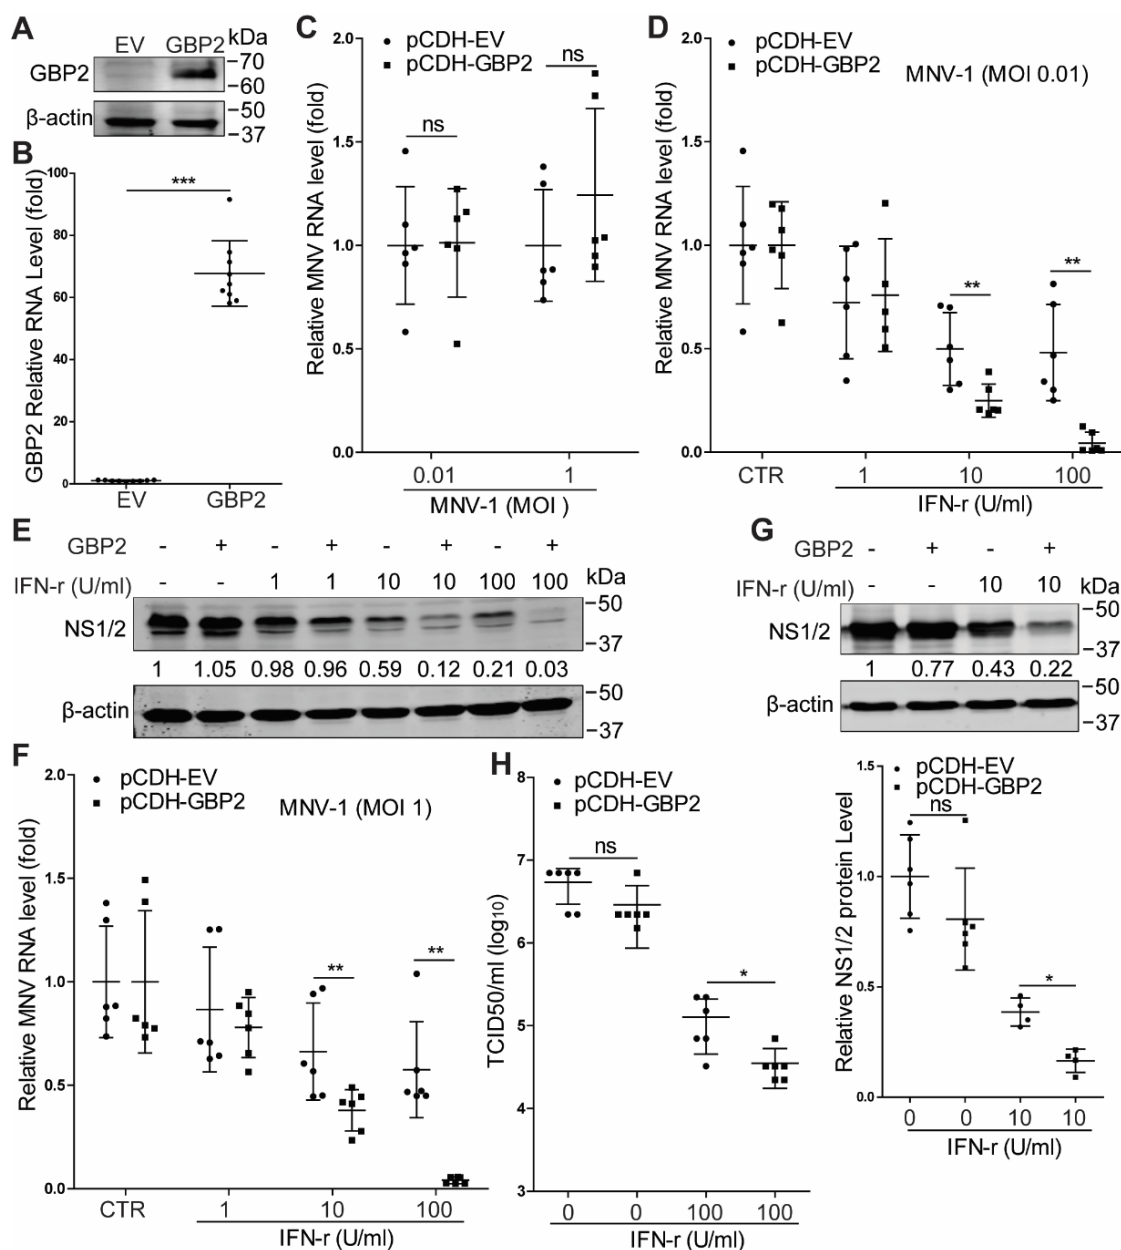 A
EV GBP2 kDa
GBP2
70
60
β-actin
50
37
B
GBP2 Relative RNA Level (fold)
100
80
60
40
20
0
***
EV GBP2
C
Relative MNV RNA level (fold)
2.0
1.5
1.0
0.5
0.0
pCDH-EV
pCDH-GBP2
ns
ns
0.01 1
MNV-1 (MOI )
D
Relative MNV RNA level (fold)
2.0
1.5
1.0
0.5
0.0
pCDH-EV
pCDH-GBP2
MNV-1 (MOI 0.01)
**
**
CTR 1 10 100
IFN-r (U/ml)
E
GBP2 - + - + - + - +
IFN-r (U/ml) - - 1 1 10 10 100 100 kDa
NS1/2
50
37
1 1.05 0.98 0.96 0.59 0.12 0.21 0.03
β-actin
50
37
G
GBP2 - + - +
IFN-r (U/ml) - - 10 10 kDa
NS1/2
50
37
1 0.77 0.43 0.22
β-actin
50
37
Relative NS1/2 protein Level
1.5
1.0
0.5
0.0
pCDH-EV
pCDH-GBP2
ns
*
0 0 10 10
IFN-r (U/ml)
F
Relative MNV RNA level (fold)
2.0
1.5
1.0
0.5
0.0
pCDH-EV
pCDH-GBP2
MNV-1 (MOI 1)
**
**
CTR 1 10 100
IFN-r (U/ml)
H
TCID50/ml (log10)
8
7
6
5
4
3
pCDH-EV
pCDH-GBP2
ns
*
0 0 100 100
IFN-r (U/ml)